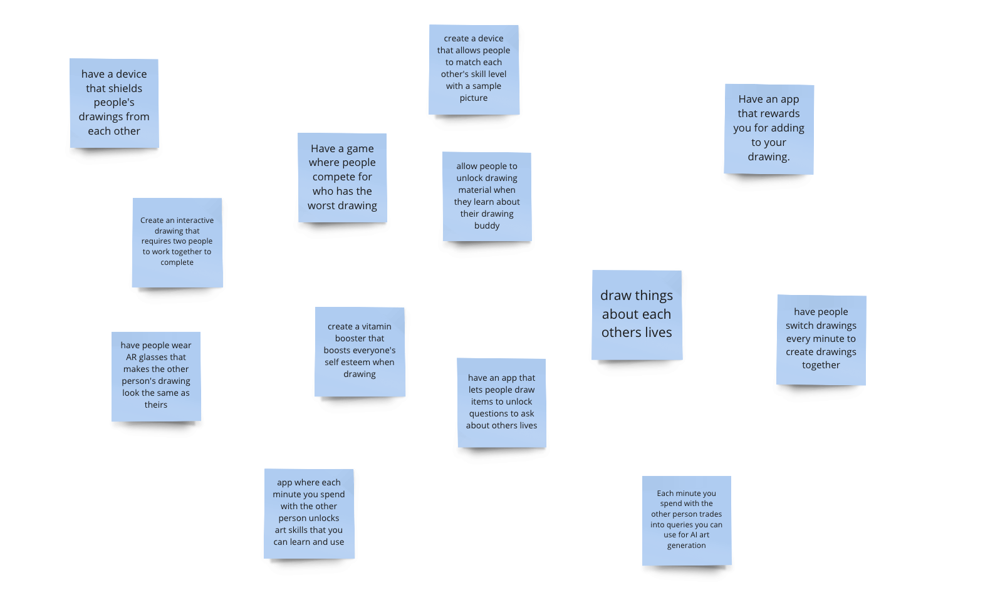 create a device
that allows people
to match each
other's skill level
with a sample
picture
have a device
that shields
people's
drawings from
each other
Have an app
that rewards
you for adding
to your
drawing.
Have a game
where people
compete for
who has the
worst drawing
allow people to
unlock drawing
material when
they learn about
their drawing
buddy
Create an interactive
drawing that
requires two people
to work together to
complete
draw things
about each
others lives
have people
switch drawings
every minute to
create drawings
together
create a vitamin
booster that
boosts everyone's
self esteem when
drawing
have people wear
AR glasses that
makes the other
person's drawing
look the same as
theirs
have an app that
lets people draw
items to unlock
questions to ask
about others lives
app where each
minute you spend
with the other
person unlocks
art skills that you
can learn and use
Each minute you
spend with the
other person trades
into queries you can
use for AI art
generation